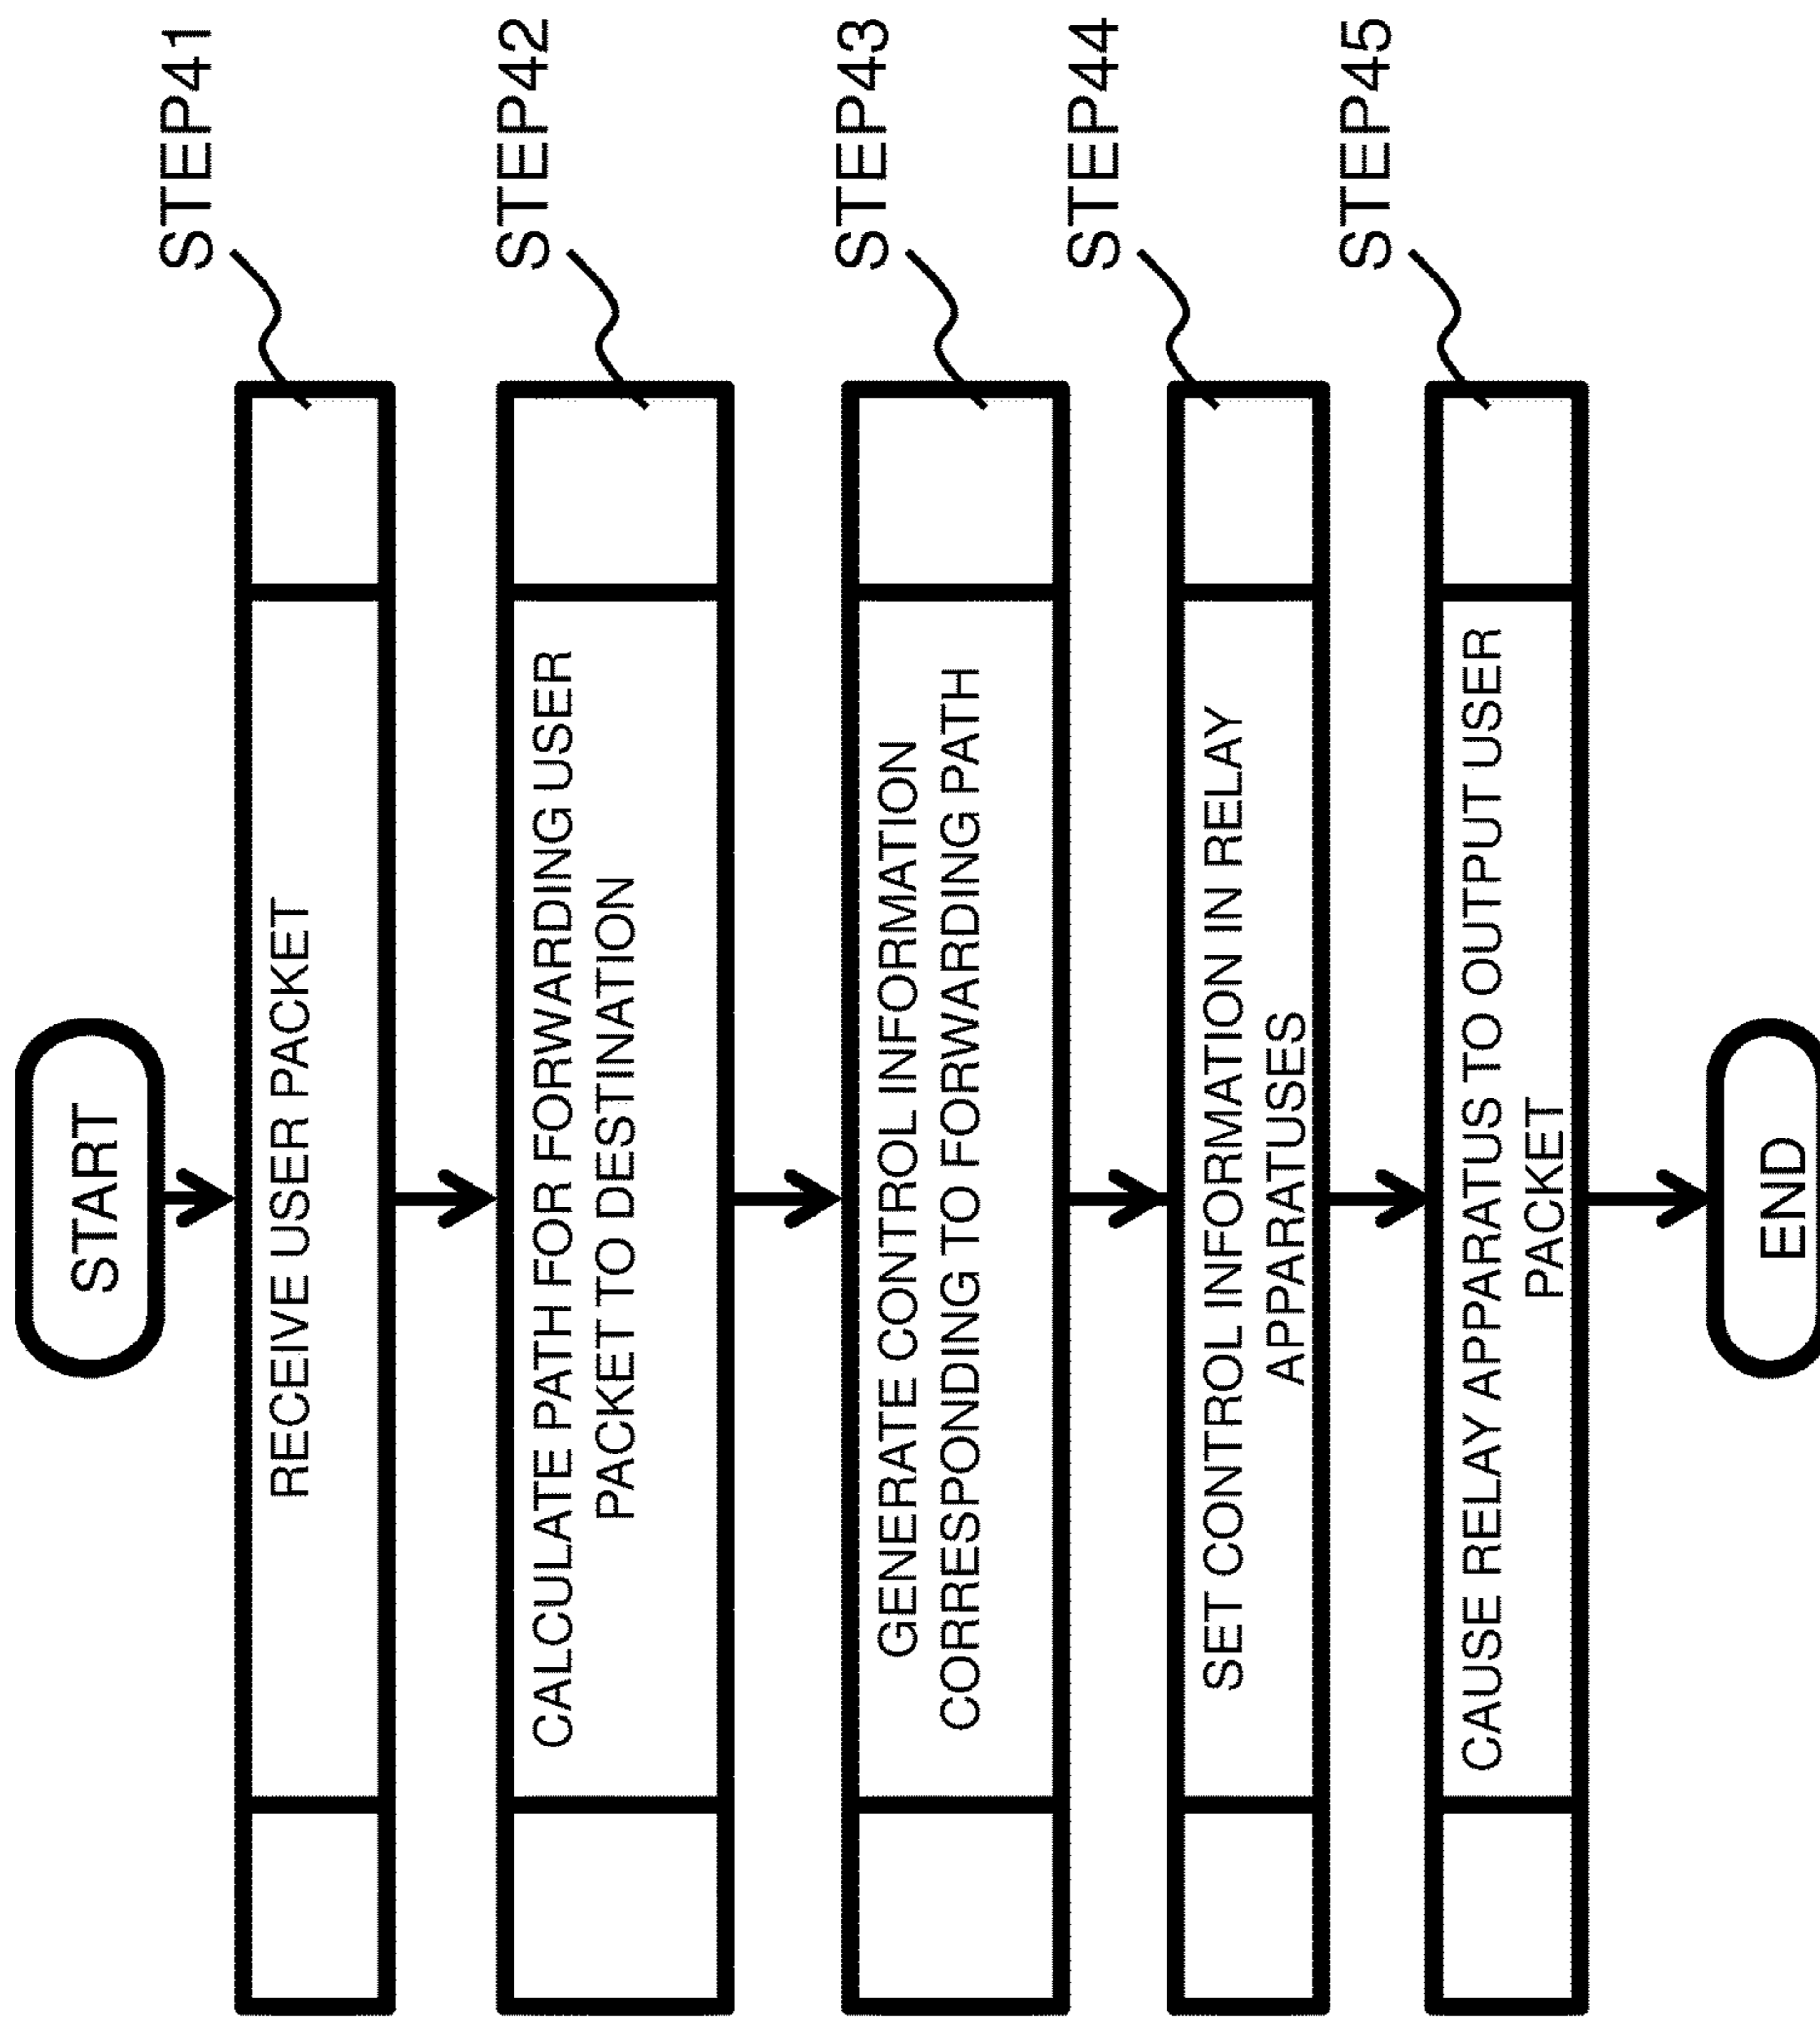 START
RECEIVE USER PACKET
STEP41
CALCULATE PATH FOR FORWARDING USER
PACKET TO DESTINATION
STEP42
GENERATE CONTROL INFORMATION
CORRESPONDING TO FORWARDING PATH
STEP43
SET CONTROL INFORMATION IN RELAY
APPARATUSES
STEP44
CAUSE RELAY APPARATUS TO OUTPUT USER
PACKET
STEP45
END